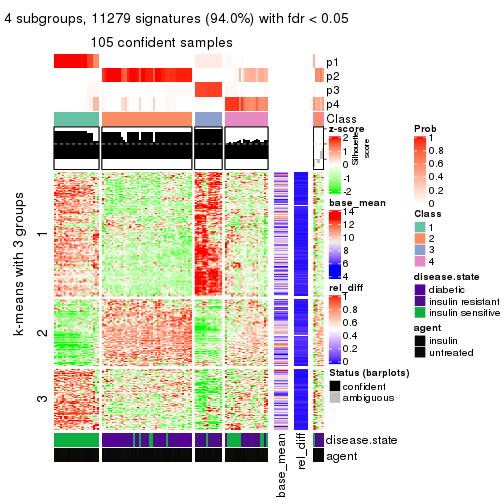 4 subgroups, 11279 signatures (94.0%) with fdr < 0.05
105 confident samples
p1
p2
p3
p4
Class
z-score
2
1
0
-1
-2
Silhouette
score
base_mean
14
12
10
8
6
4
rel_diff
1
0.8
0.6
0.4
0.2
0
Status (barplots)
confident
ambiguous
Prob
1
0.8
0.6
0.4
0.2
0
Class
1
2
3
4
disease.state
diabetic
insulin resistant
insulin sensitive
agent
insulin
untreated
k-means with 3 groups
1
2
3
disease.state
agent
base_mean
rel_diff